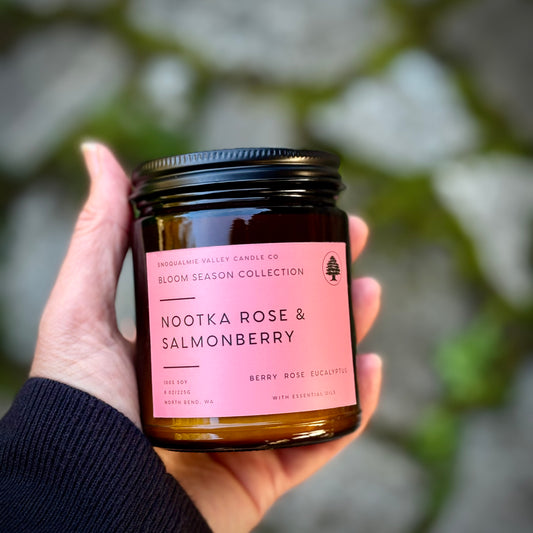 SNOQUALMIE VALLEY CANDLE CO
BLOOM SEASON COLLECTION
NOOTKA ROSE &
SALMONBERRY
100% SOY
8 OZ/225G
NORTH BEND, WA
BERRY ROSE EUCALYPTUS
WITH ESSENTIAL OILS